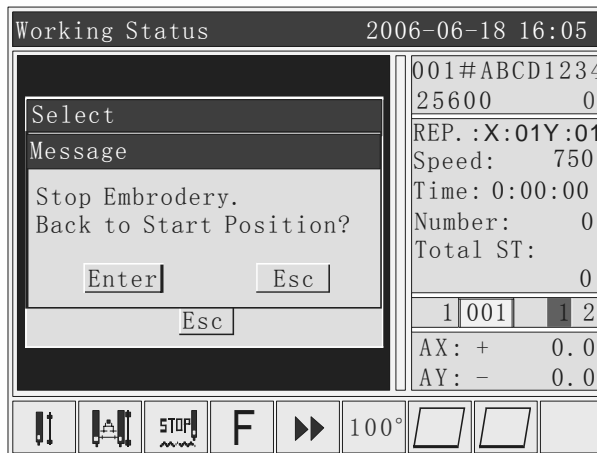 Working Status 2006-06-18 16:05
Select
Message
Stop Embrodery.
Back to Start Position?
Enter Esc
Esc
001#ABCD1234
25600 0
REP.:X:01Y:01
Speed: 750
Time: 0:00:00
Number: 0
Total ST:
0
1 001 1 2
AX: + 0.0
AY: - 0.0
STOP F 100°